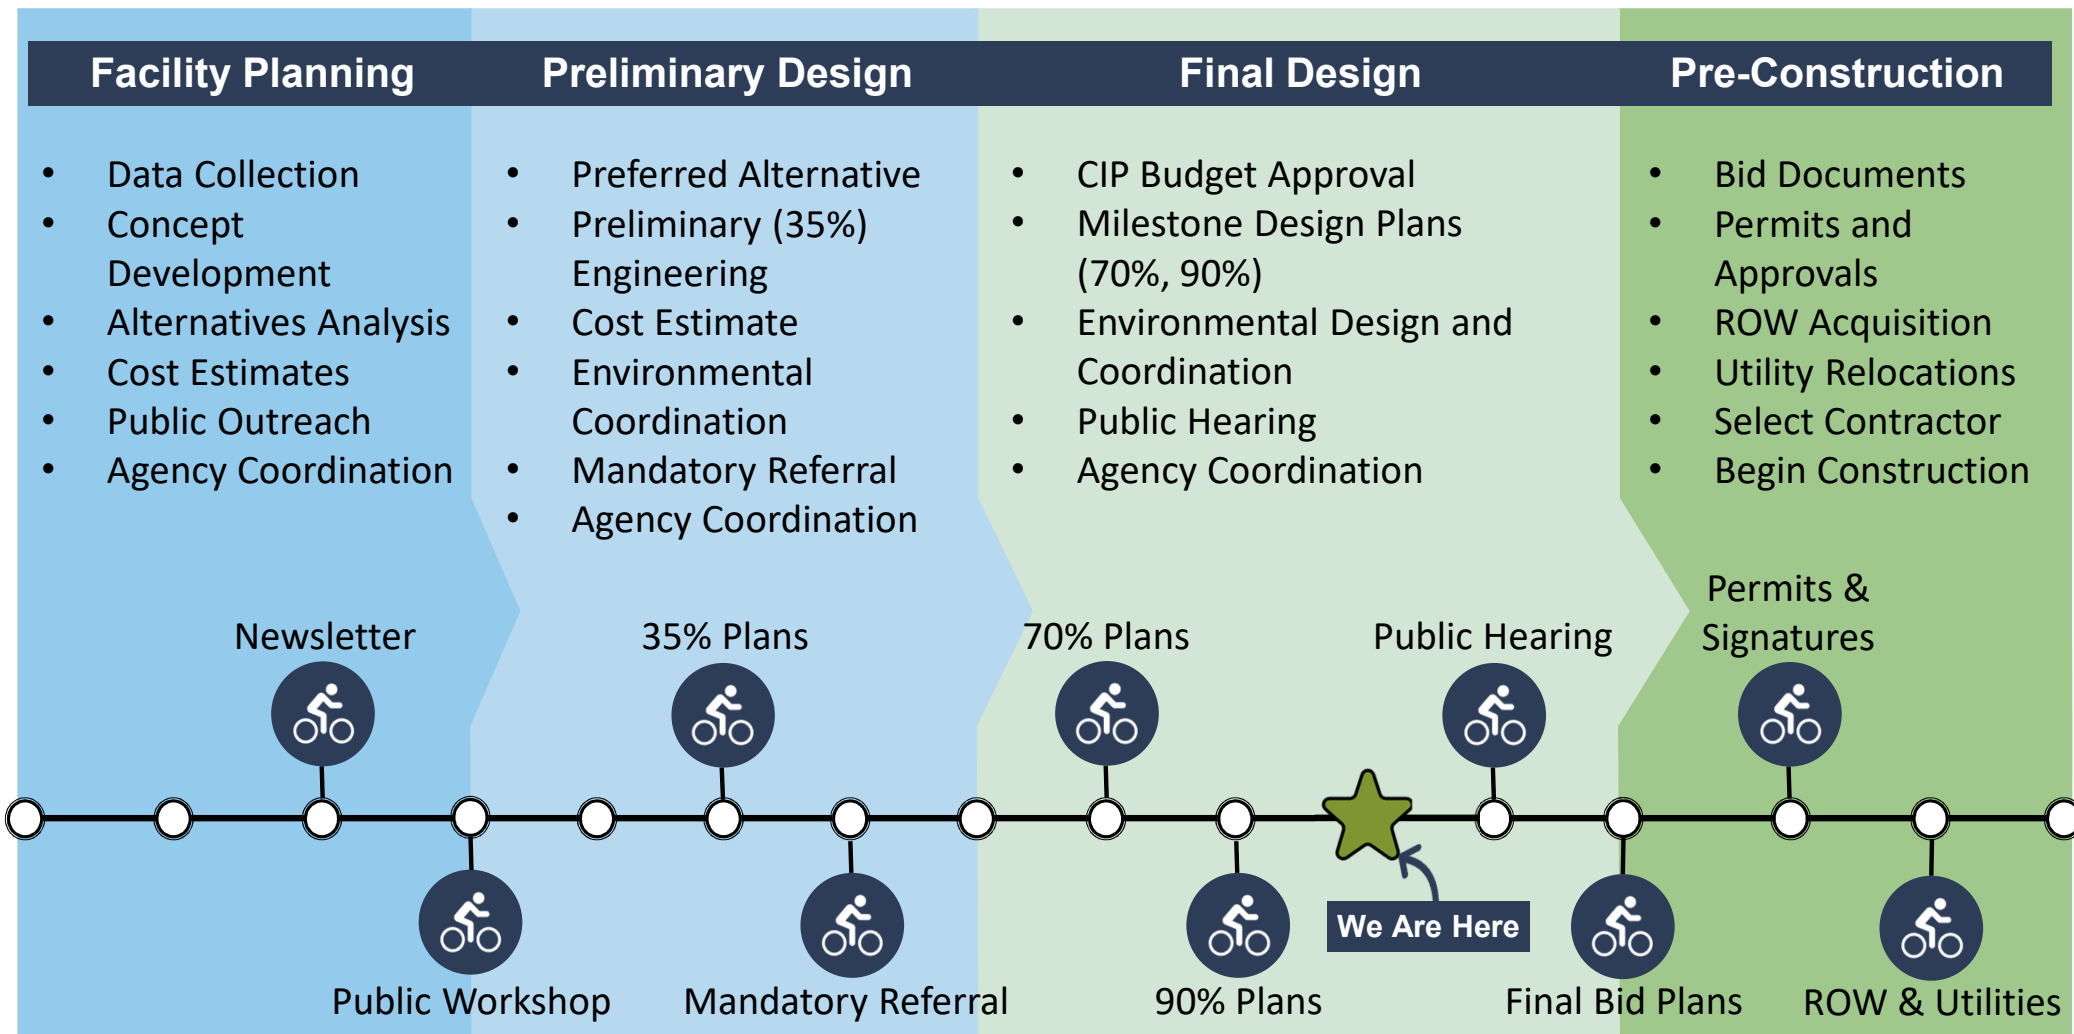 Facility Planning
Preliminary Design
Final Design
Pre-Construction
• Data Collection
• Concept
Development
• Alternatives Analysis
• Cost Estimates
• Public Outreach
• Agency Coordination
• Preferred Alternative
• Preliminary (35%)
Engineering
• Cost Estimate
• Environmental
Coordination
• Mandatory Referral
• Agency Coordination
• CIP Budget Approval
• Milestone Design Plans
(70%, 90%)
• Environmental Design and
Coordination
• Public Hearing
• Agency Coordination
• Bid Documents
• Permits and
Approvals
• ROW Acquisition
• Utility Relocations
• Select Contractor
• Begin Construction
Newsletter
35% Plans
70% Plans
Public Hearing
Permits &
Signatures
We Are Here
Public Workshop
Mandatory Referral
90% Plans
Final Bid Plans
ROW & Utilities